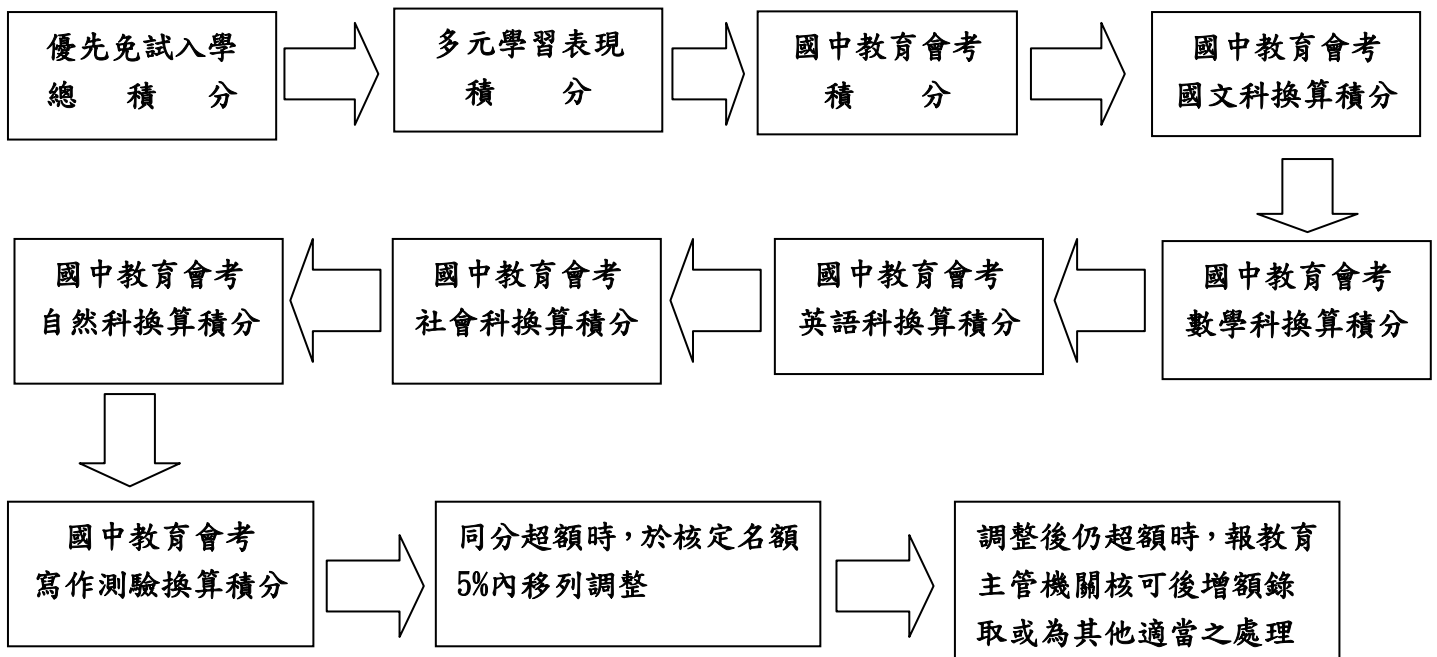 優先免試入學
總 積 分
多元學習表現
積 分
國中教育會考
積 分
國中教育會考
國文科換算積分
國中教育會考
數學科換算積分
國中教育會考
英語科換算積分
國中教育會考
社會科換算積分
國中教育會考
自然科換算積分
國中教育會考
寫作測驗換算積分
同分超額時，於核定名額
5%內移列調整
調整後仍超額時，報教育
主管機關核可後增額錄
取或為其他適當之處理